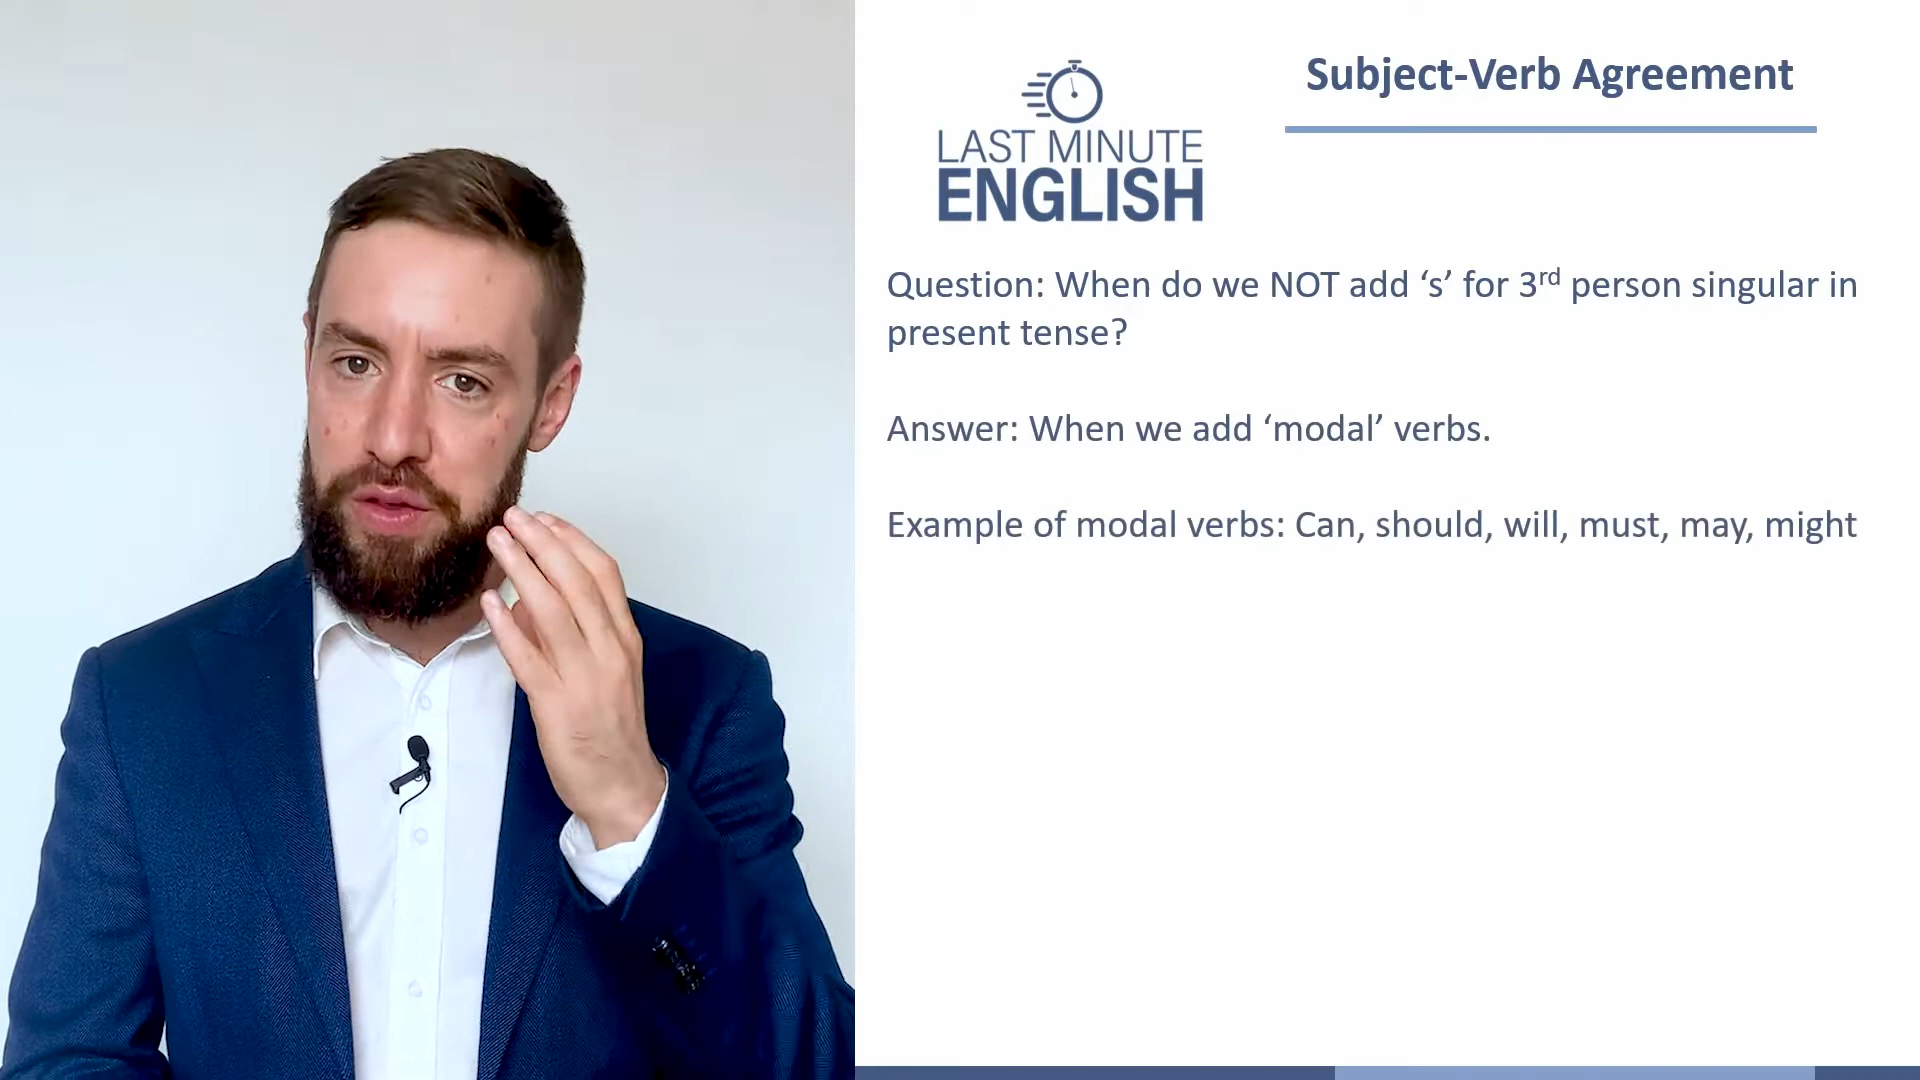 Subject-Verb Agreement
LAST MINUTE
ENGLISH
Question: When do we NOT add ‘s’ for 3rd person singular in
present tense?
Answer: When we add ‘modal’ verbs.
Example of modal verbs: Can, should, will, must, may, might